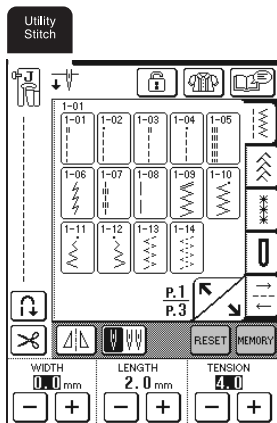 Utility
Stitch
J
1-01
1-01 1-02 1-03 1-04 1-05
1-06 1-07 1-08 1-09 1-10
1-11 1-12 1-13 1-14
P.1
P.3
RESET MEMORY
WIDTH LENGTH TENSION
0.0 mm 2.0 mm 4.0
− + − + − +